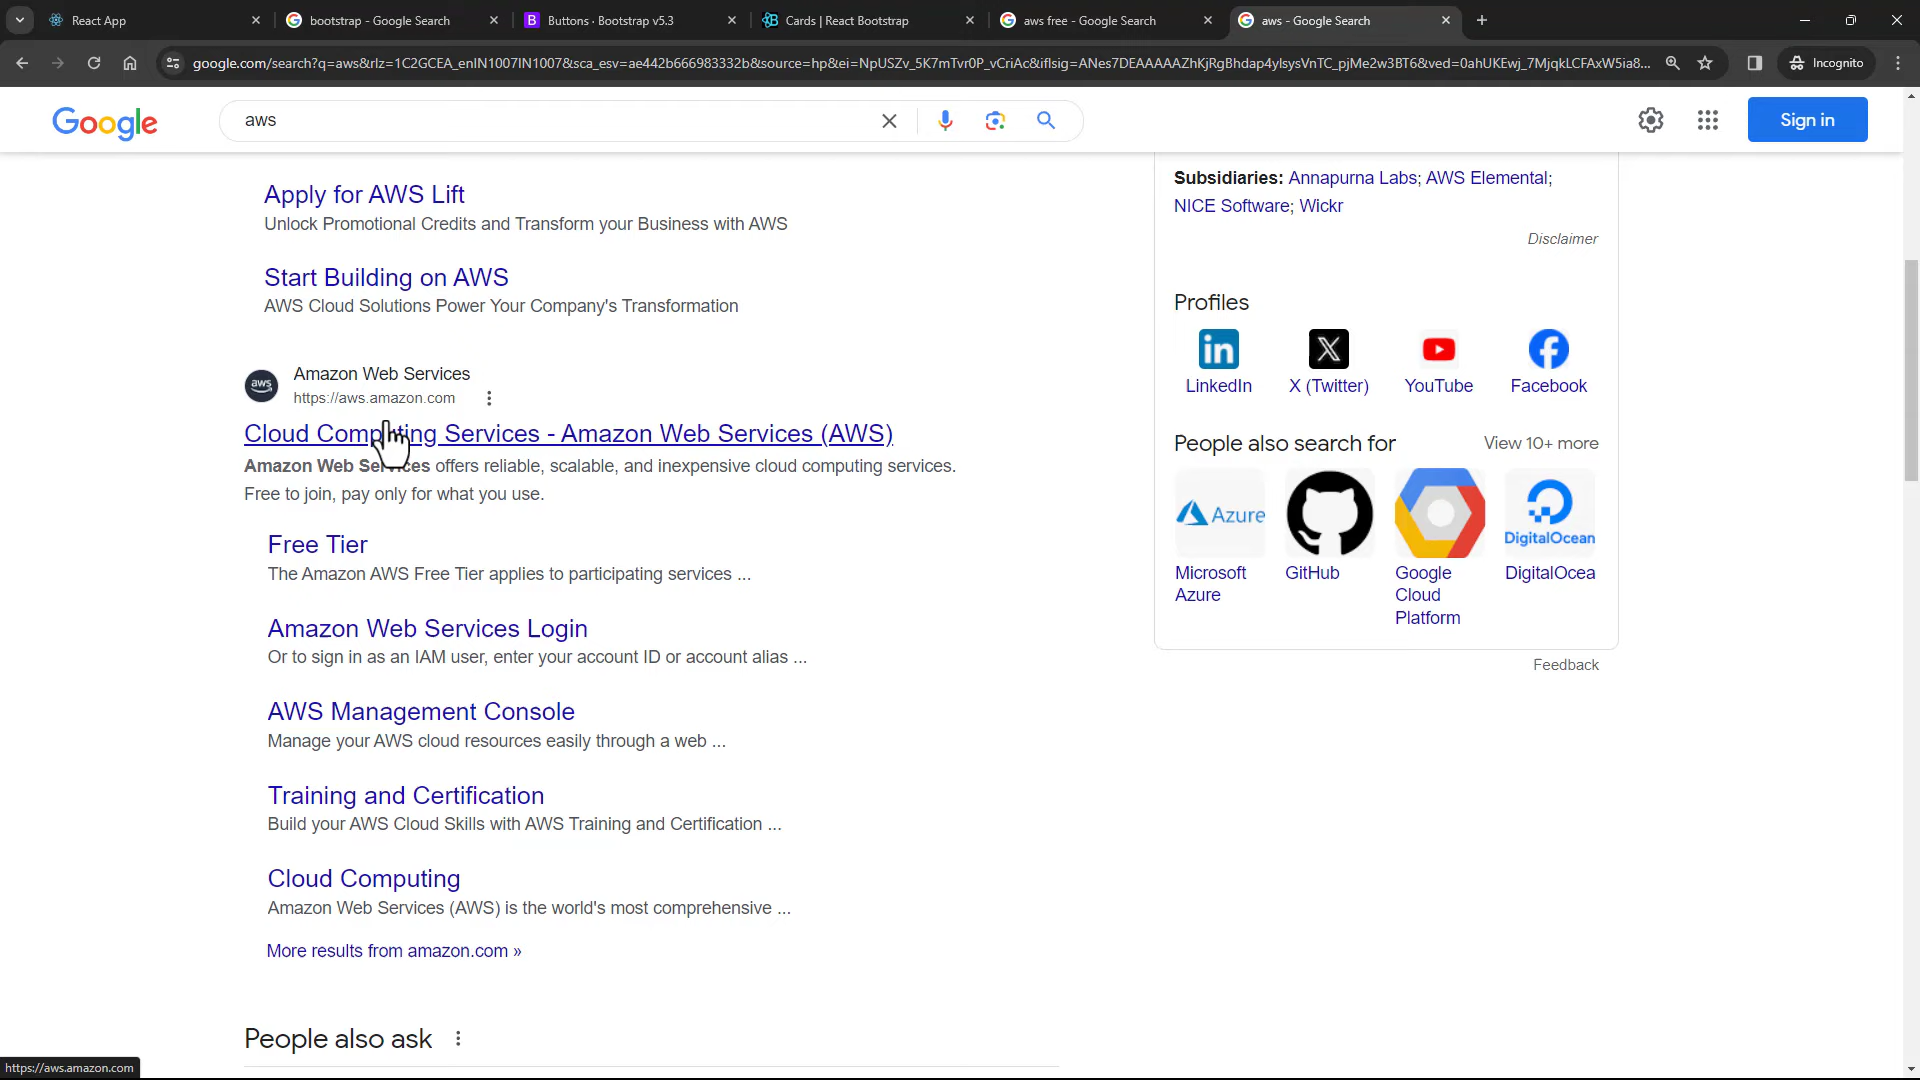 React App
bootstrap - Google Search
Buttons · Bootstrap v5.3
Cards | React Bootstrap
aws free - Google Search
aws - Google Search
google.com/search?q=aws&rlz=1C2GCEA_enIN1007IN1007&sca_esv=ae442b666983332b&source=hp&ei=NpUSZv_5K7mTvr0P_vCriAc&iflsig=ANes7DEAAAAAZhKjRgBhdap4ylsysVnTC_pjMe2w3BT6&ved=0ahUKEwj_7MjqkLCFAxW5ia8...
Incognito
Google
aws
Sign in
Apply for AWS Lift
Unlock Promotional Credits and Transform your Business with AWS
Start Building on AWS
AWS Cloud Solutions Power Your Company's Transformation
aws
Amazon Web Services
https://aws.amazon.com
Cloud Computing Services - Amazon Web Services (AWS)
Amazon Web Services offers reliable, scalable, and inexpensive cloud computing services.
Free to join, pay only for what you use.
Free Tier
The Amazon AWS Free Tier applies to participating services ...
Amazon Web Services Login
Or to sign in as an IAM user, enter your account ID or account alias ...
AWS Management Console
Manage your AWS cloud resources easily through a web ...
Training and Certification
Build your AWS Cloud Skills with AWS Training and Certification ...
Cloud Computing
Amazon Web Services (AWS) is the world's most comprehensive ...
More results from amazon.com »
People also ask
Subsidiaries: Annapurna Labs; AWS Elemental;
NICE Software; Wickr
Disclaimer
Profiles
LinkedIn
X (Twitter)
YouTube
Facebook
People also search for
View 10+ more
Azure
DigitalOcean
Microsoft
Azure
GitHub
Google
Cloud
Platform
DigitalOcea
Feedback
https://aws.amazon.com